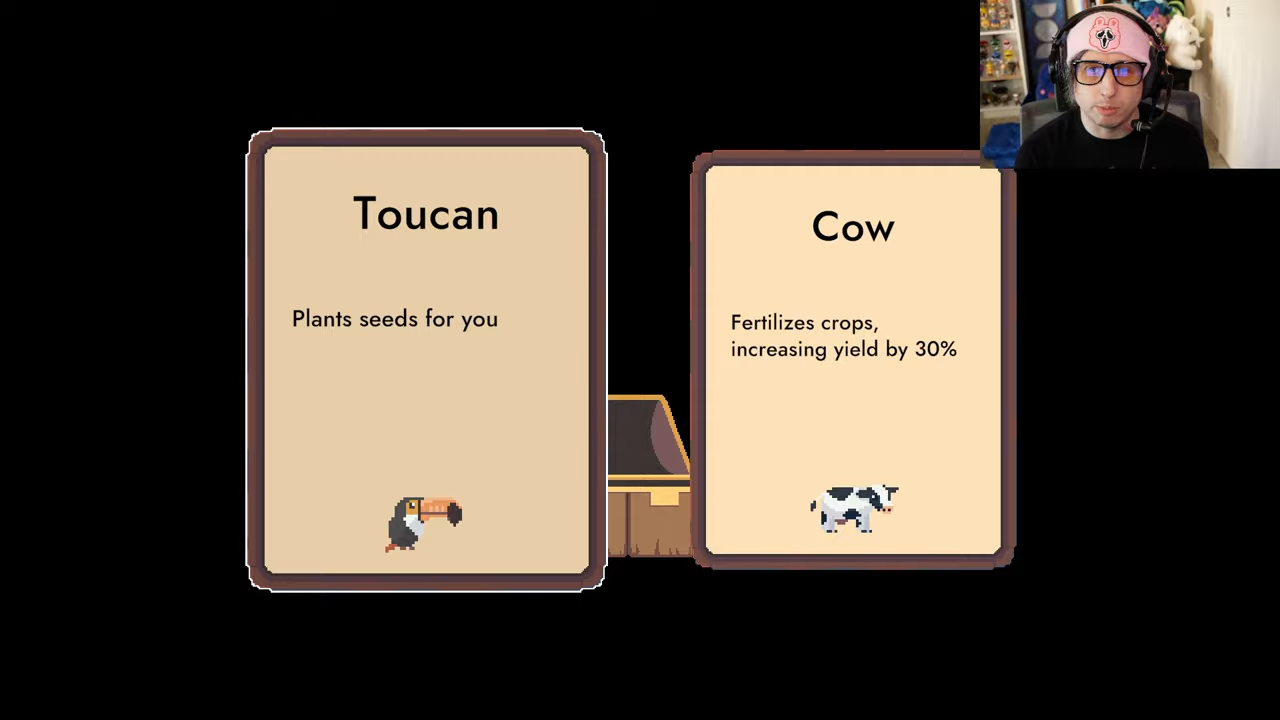 Toucan
Plants seeds for you
Cow
Fertilizes crops,
increasing yield by 30%